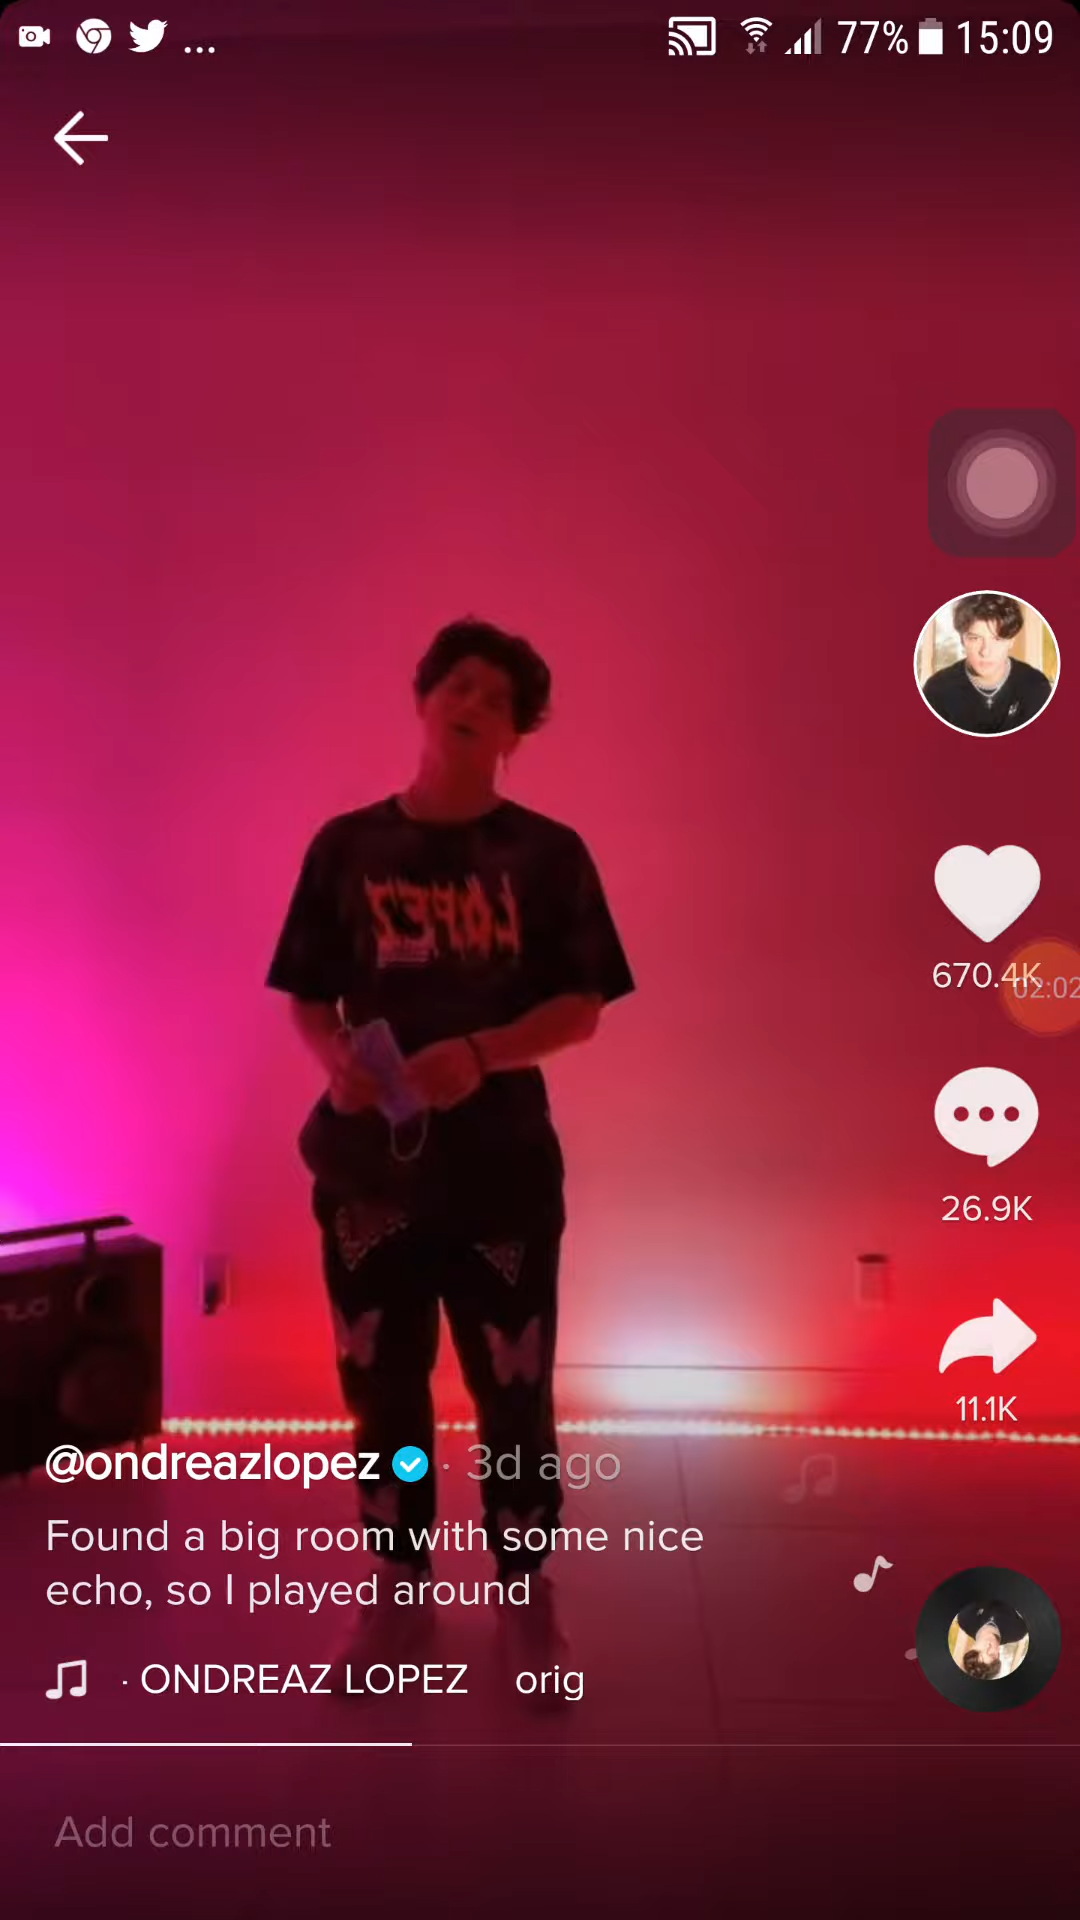 ... 77% 15:09
LOPEZ
670.4K
02:02
26.9K
11.1K
@ondreazlopez · 3d ago
Found a big room with some nice
echo, so I played around
· ONDREAZ LOPEZ orig
Add comment